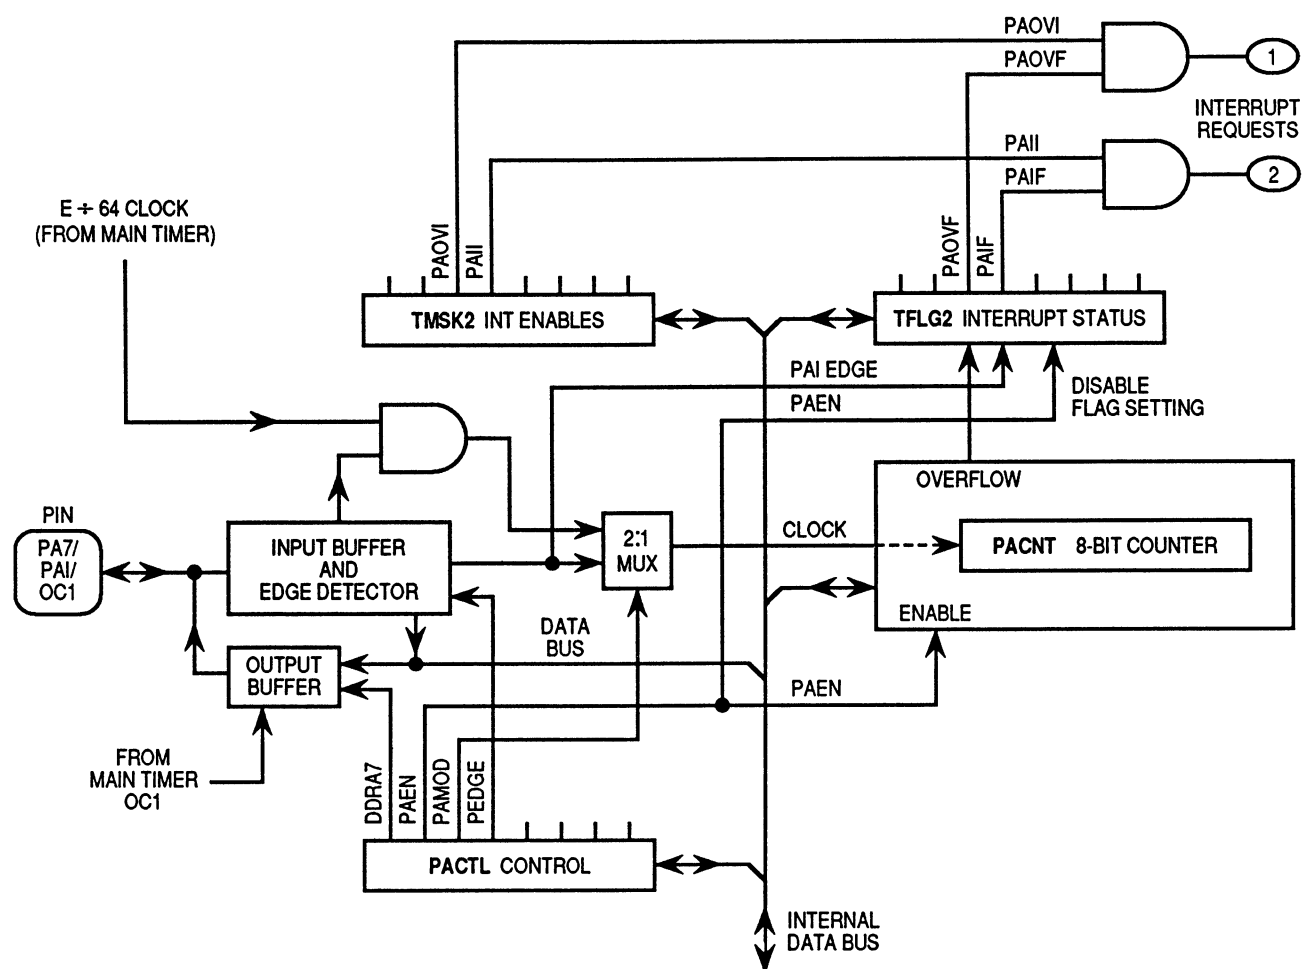 PAOVI
PAOVF
1
INTERRUPT
REQUESTS
PAII
PAIF
2
E ÷ 64 CLOCK
(FROM MAIN TIMER)
PAOVI
PAII
PAOVF
PAIF
TMSK2 INT ENABLES
TFLG2 INTERRUPT STATUS
PAI EDGE
PAEN
DISABLE
FLAG SETTING
OVERFLOW
PIN
PA7/
PAI/
OC1
INPUT BUFFER
AND
EDGE DETECTOR
2:1
MUX
CLOCK
PACNT 8-BIT COUNTER
ENABLE
DATA
BUS
OUTPUT
BUFFER
PAEN
FROM
MAIN TIMER
OC1
DDRA7
PAEN
PAMOD
PEDGE
PACTL CONTROL
INTERNAL
DATA BUS